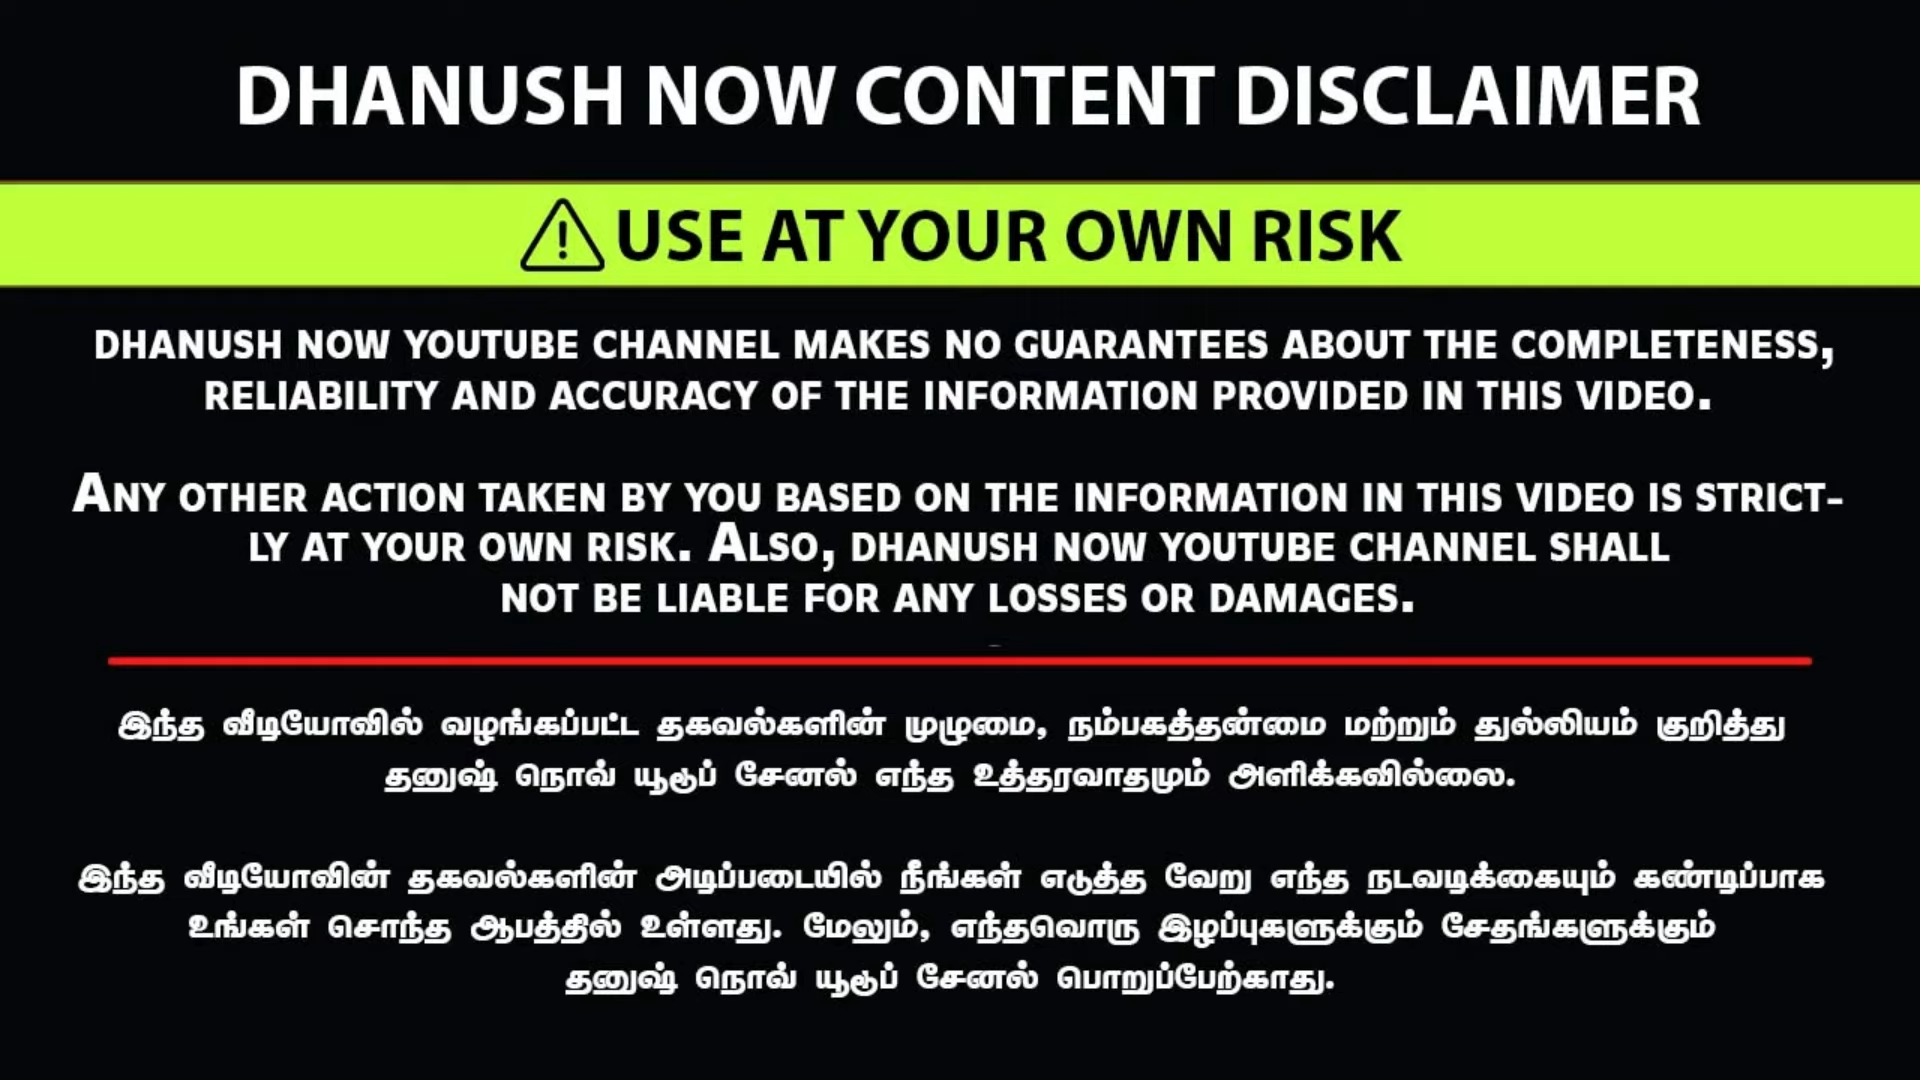 DHANUSH NOW CONTENT DISCLAIMER
USE AT YOUR OWN RISK
DHANUSH NOW YOUTUBE CHANNEL MAKES NO GUARANTEES ABOUT THE COMPLETENESS,
RELIABILITY AND ACCURACY OF THE INFORMATION PROVIDED IN THIS VIDEO.
ANY OTHER ACTION TAKEN BY YOU BASED ON THE INFORMATION IN THIS VIDEO IS STRICT-
LY AT YOUR OWN RISK. ALSO, DHANUSH NOW YOUTUBE CHANNEL SHALL
NOT BE LIABLE FOR ANY LOSSES OR DAMAGES.
இந்த வீடியோவில் வழங்கப்பட்ட தகவல்களின் முழுமை, நம்பகத்தன்மை மற்றும் துல்லியம் குறித்து
தனுஷ் நொவ் யூடூப் சேனல் எந்த உத்தரவாதமும் அளிக்கவில்லை.
இந்த வீடியோவின் தகவல்களின் அடிப்படையில் நீங்கள் எடுத்த வேறு எந்த நடவடிக்கையும் கண்டிப்பாக
உங்கள் சொந்த ஆபத்தில் உள்ளது. மேலும், எந்தவொரு இழப்புகளுக்கும் சேதங்களுக்கும்
தனுஷ் நொவ் யூடூப் சேனல் பொறுப்பேற்காது.